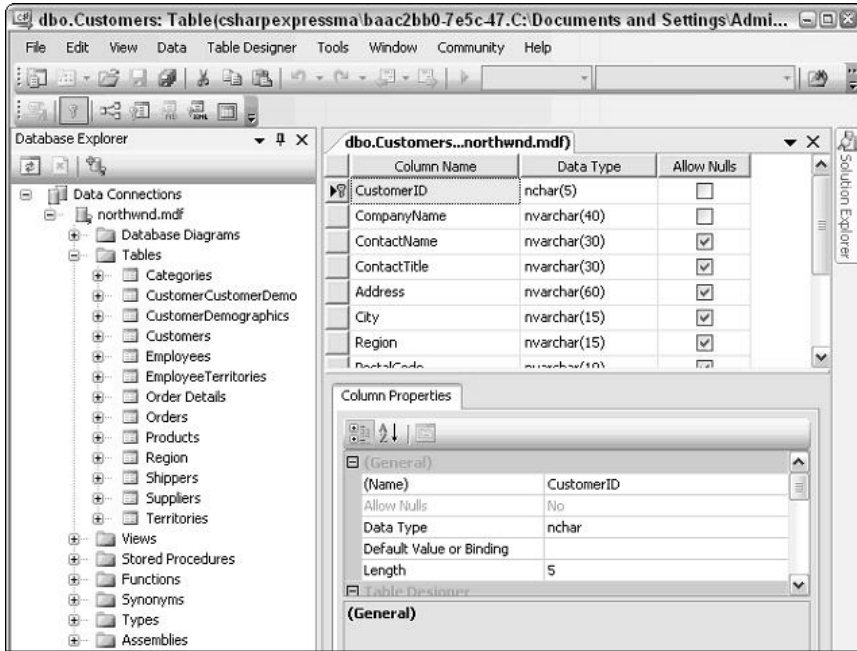 dbo.Customers: Table(csharpexpressma\baac2bb0-7e5c-47.C:\Documents and Settings\Admi...
File Edit View Data Table Designer Tools Window Community Help
Database Explorer
Data Connections
northwnd.mdf
Database Diagrams
Tables
Categories
CustomerCustomerDemo
CustomerDemographics
Customers
Employees
EmployeeTerritories
Order Details
Orders
Products
Region
Shippers
Suppliers
Territories
Views
Stored Procedures
Functions
Synonyms
Types
Assemblies
dbo.Customers...northwnd.mdf)
Column Name Data Type Allow Nulls
CustomerID nchar(5)
CompanyName nvarchar(40)
ContactName nvarchar(30)
ContactTitle nvarchar(30)
Address nvarchar(60)
City nvarchar(15)
Region nvarchar(15)
PostalCode nvarchar(10)
Column Properties
(General)
(Name) CustomerID
Allow Nulls No
Data Type nchar
Default Value or Binding
Length 5
Table Designer
(General)
Solution Explorer